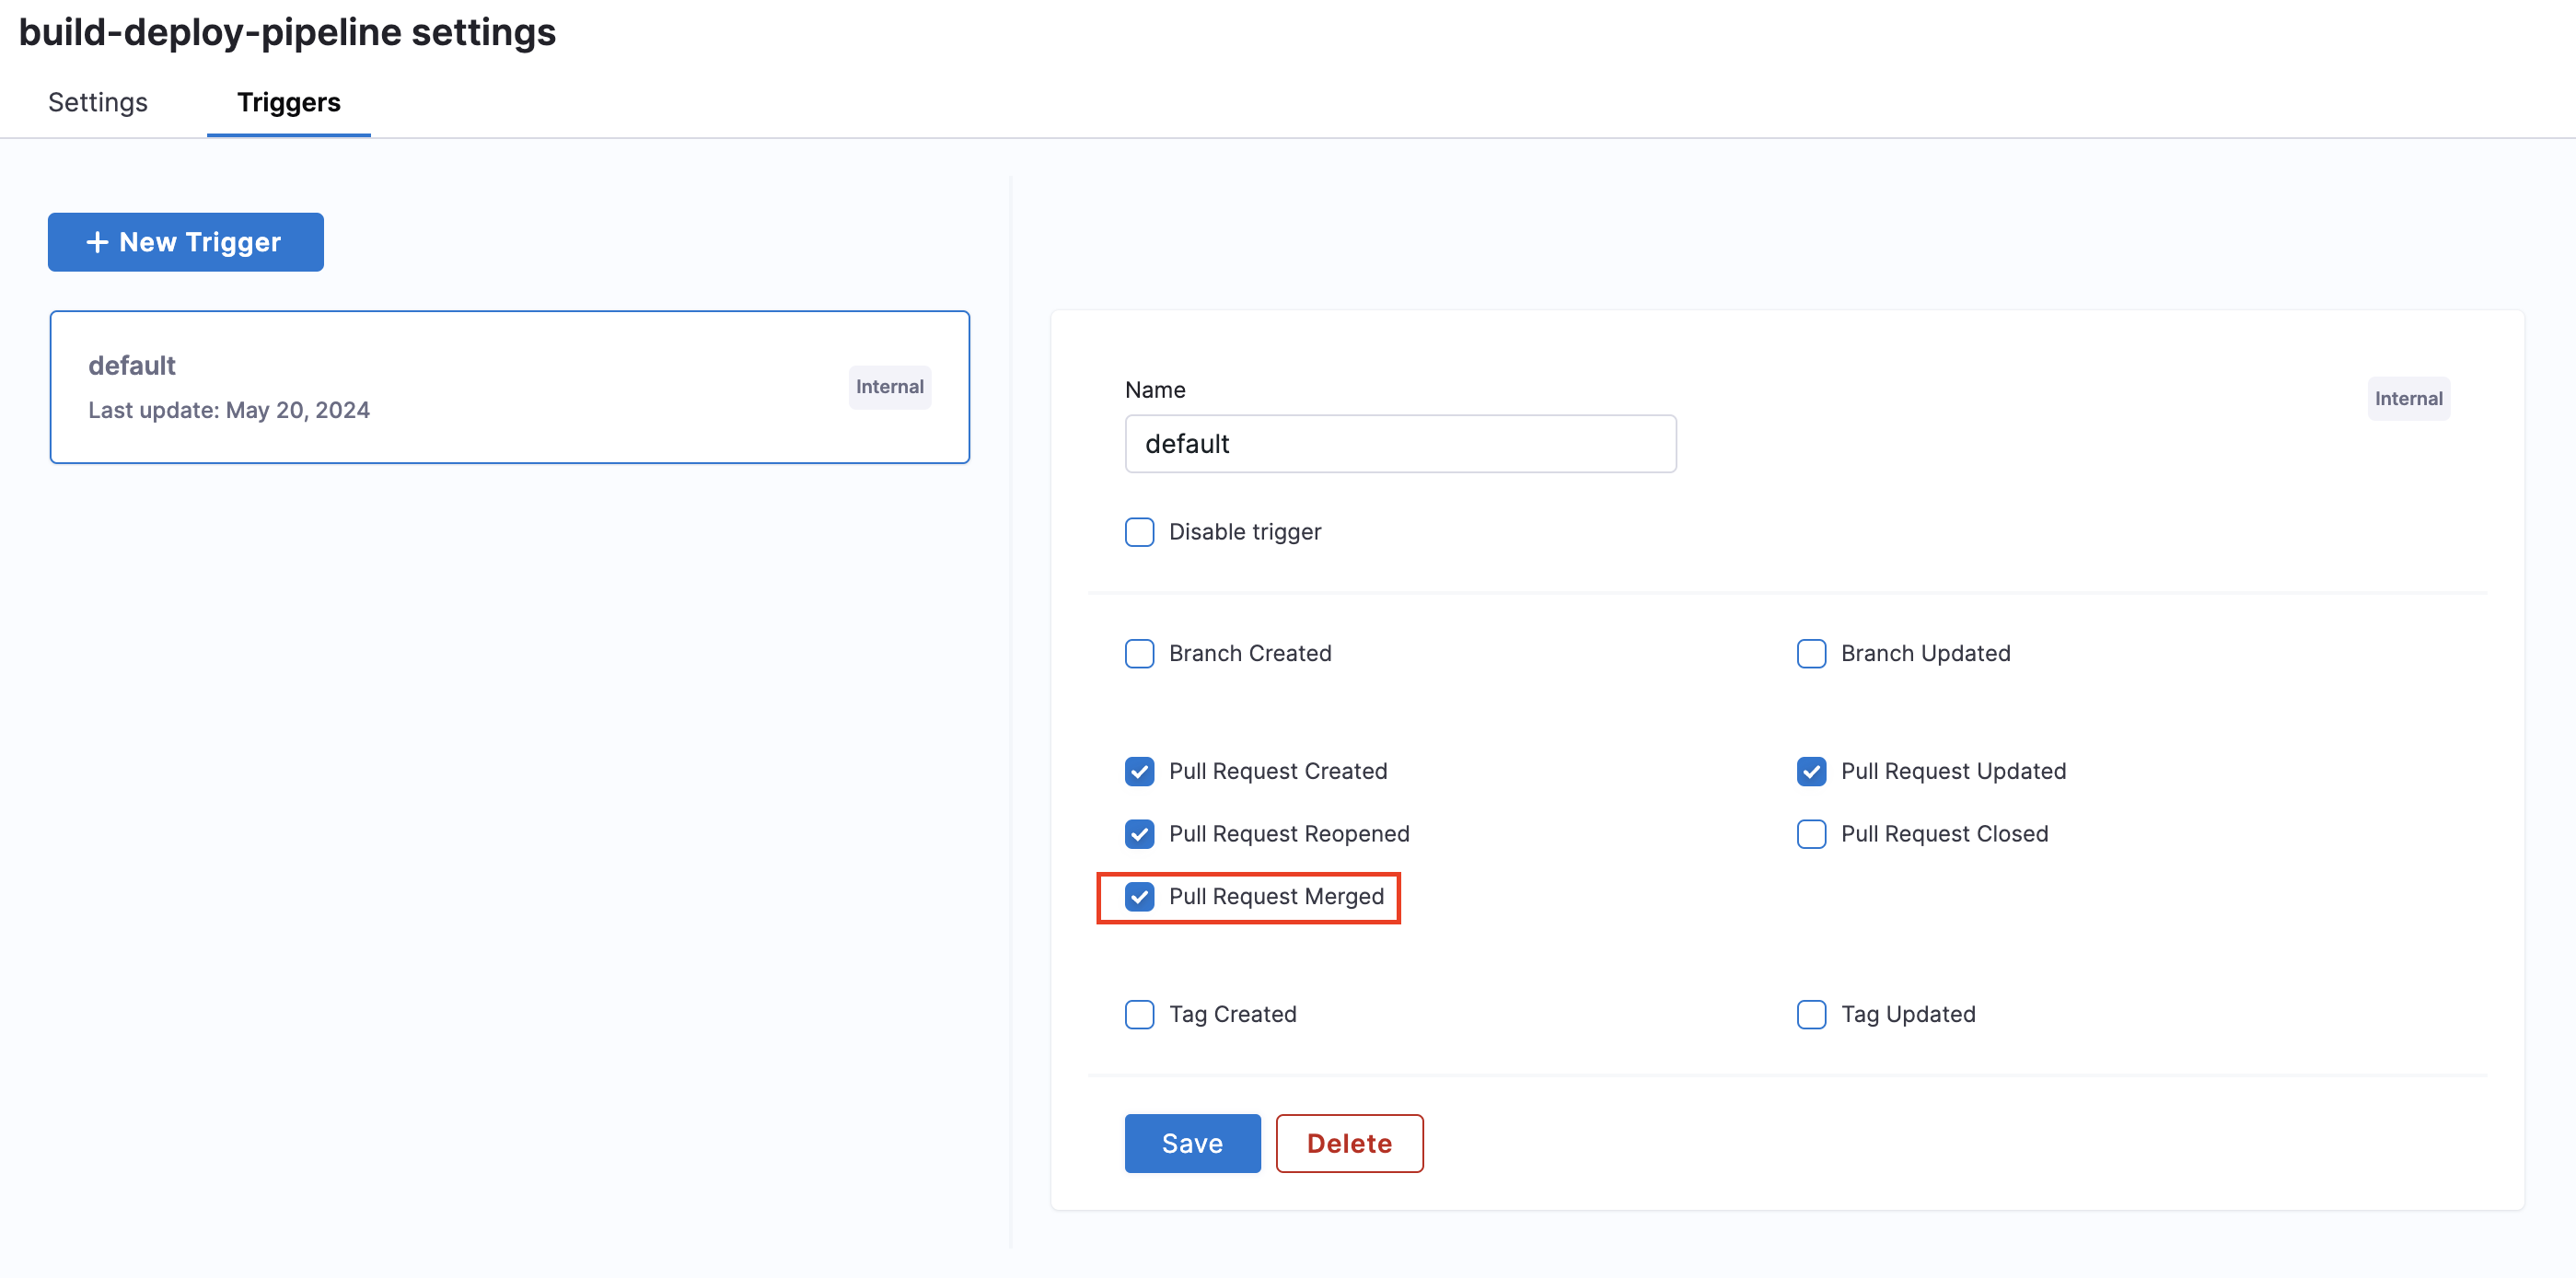 build-deploy-pipeline settings
Settings
Triggers
+ New Trigger
default
Last update: May 20, 2024
Internal
Name
Internal
default
Disable trigger
Branch Created
Branch Updated
Pull Request Created
Pull Request Updated
Pull Request Reopened
Pull Request Closed
Pull Request Merged
Tag Created
Tag Updated
Save
Delete